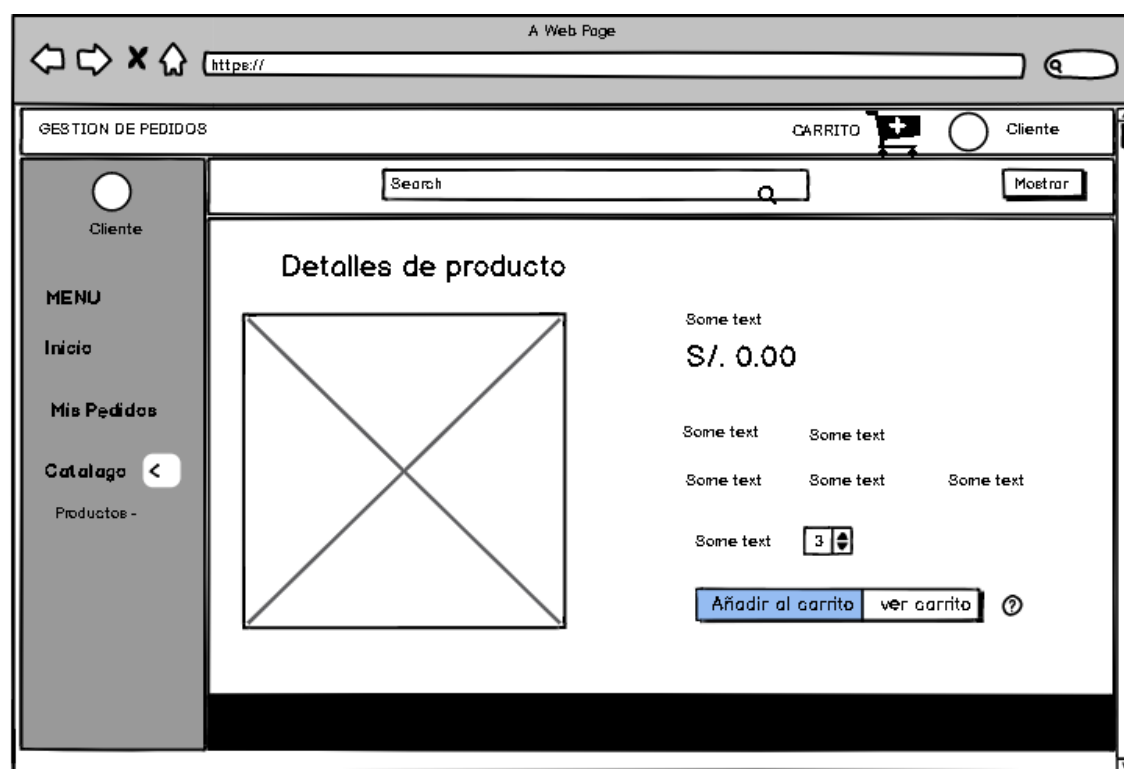 A Web Page
https://
GESTION DE PEDIDOS
CARRITO
Cliente
Cliente
Search
Mostrar
MENU
Inicio
Mis Pedidos
Catalago <
Productos -
Detalles de producto
Some text
S/. 0.00
Some text Some text
Some text Some text Some text
Some text 3
Añadir al carrito ver carrito ?